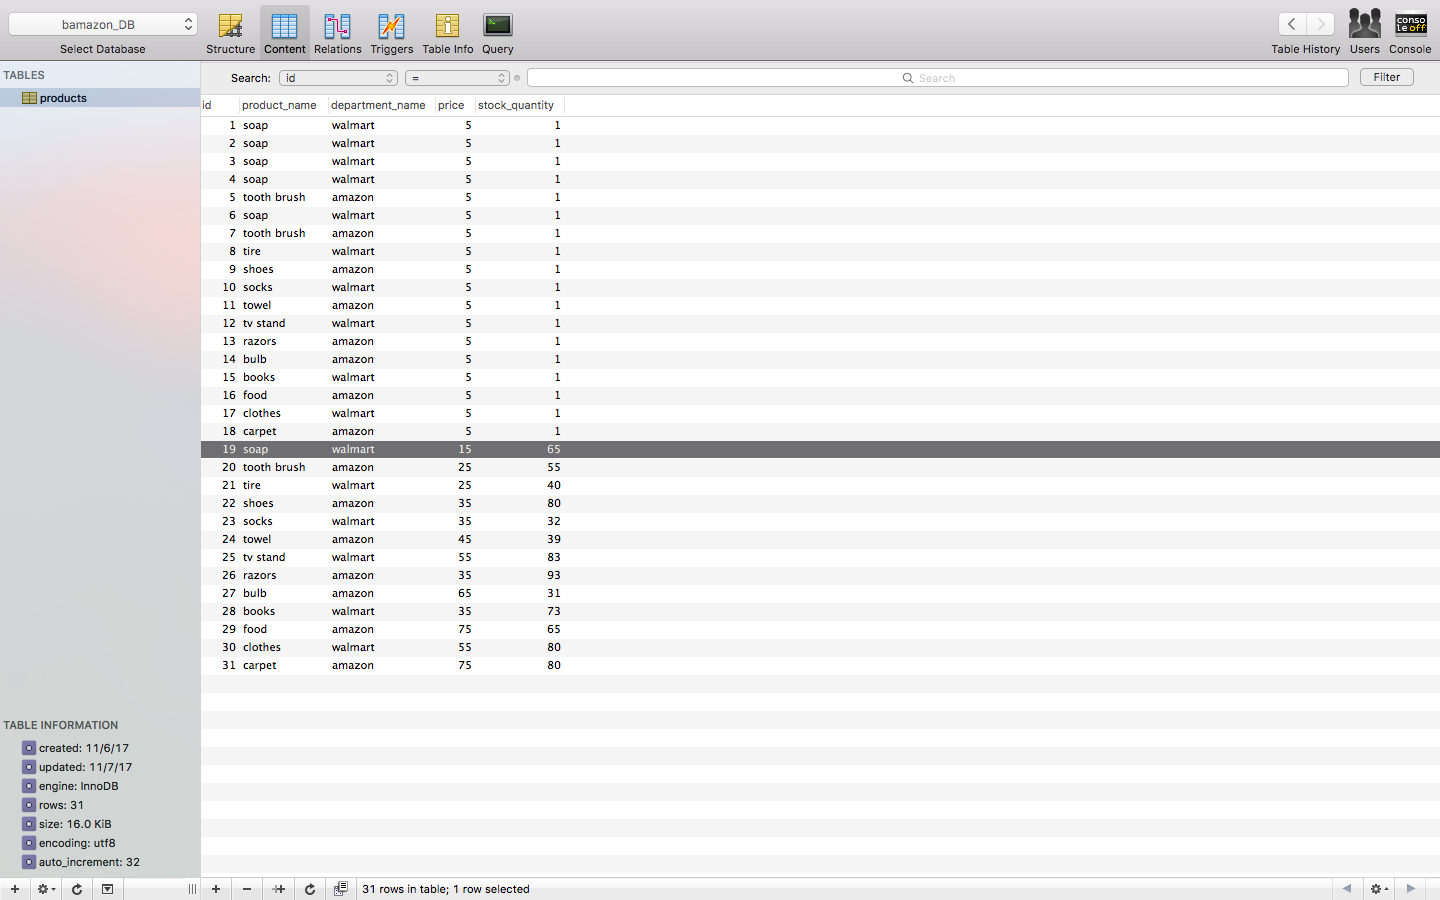 bamazon_DB
Select Database
Structure Content Relations Triggers Table Info Query
Table History Users Console
conso
le off
TABLES
products
Search: id = Search Filter
id product_name department_name price stock_quantity
1 soap walmart 5 1
2 soap walmart 5 1
3 soap walmart 5 1
4 soap walmart 5 1
5 tooth brush amazon 5 1
6 soap walmart 5 1
7 tooth brush amazon 5 1
8 tire walmart 5 1
9 shoes amazon 5 1
10 socks walmart 5 1
11 towel amazon 5 1
12 tv stand walmart 5 1
13 razors amazon 5 1
14 bulb amazon 5 1
15 books walmart 5 1
16 food amazon 5 1
17 clothes walmart 5 1
18 carpet amazon 5 1
19 soap walmart 15 65
20 tooth brush amazon 25 55
21 tire walmart 25 40
22 shoes amazon 35 80
23 socks walmart 35 32
24 towel amazon 45 39
25 tv stand walmart 55 83
26 razors amazon 35 93
27 bulb amazon 65 31
28 books walmart 35 73
29 food amazon 75 65
30 clothes walmart 55 80
31 carpet amazon 75 80
TABLE INFORMATION
created: 11/6/17
updated: 11/7/17
engine: InnoDB
rows: 31
size: 16.0 KiB
encoding: utf8
auto_increment: 32
31 rows in table; 1 row selected